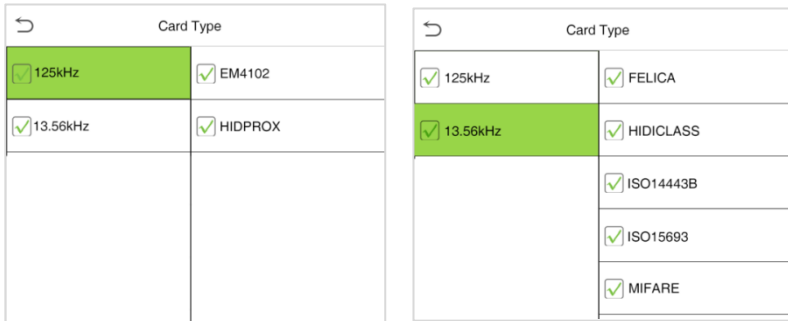 Card Type
125kHz
EM4102
13.56kHz
HIDPROX
Card Type
125kHz
FELICA
13.56kHz
HIDICLASS
ISO14443B
ISO15693
MIFARE